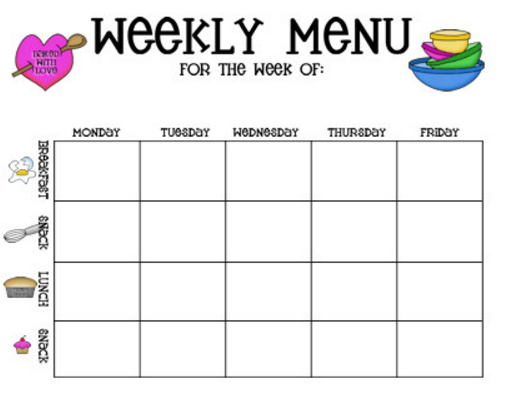 WEEKLY MENU
FOR THE WEEK OF:
BAKED
WITH
LOVE
MONDAY TUESDAY WEDNESDAY THURSDAY FRIDAY
BREAKFAST
SNACK
LUNCH
SNACK